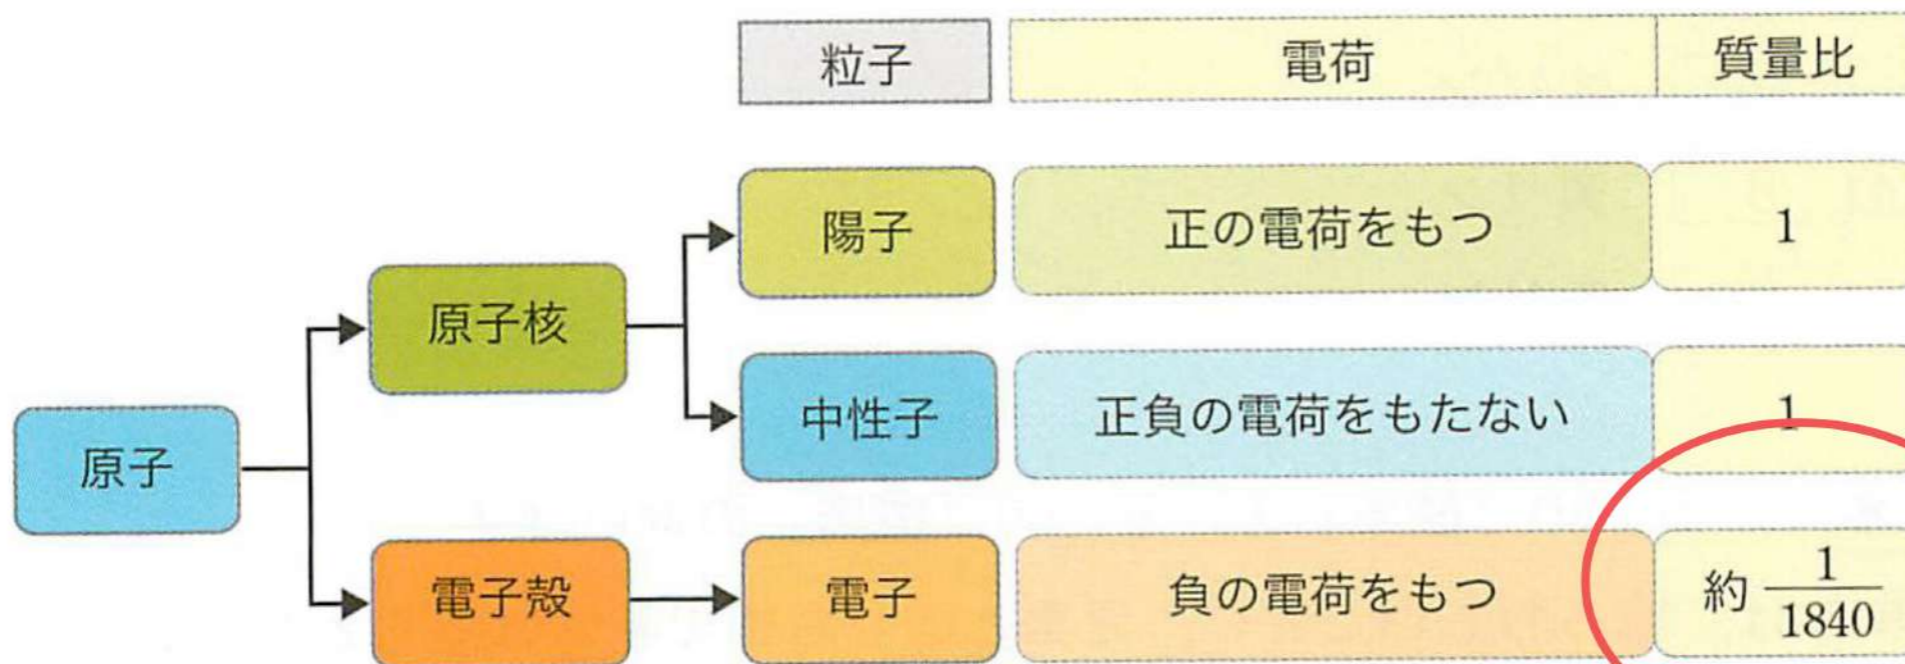 粒子 電荷 質量比
陽子 正の電荷をもつ 1
原子核
中性子 正負の電荷をもたない 1
原子
電子殻 電子 負の電荷をもつ 約 1/1840